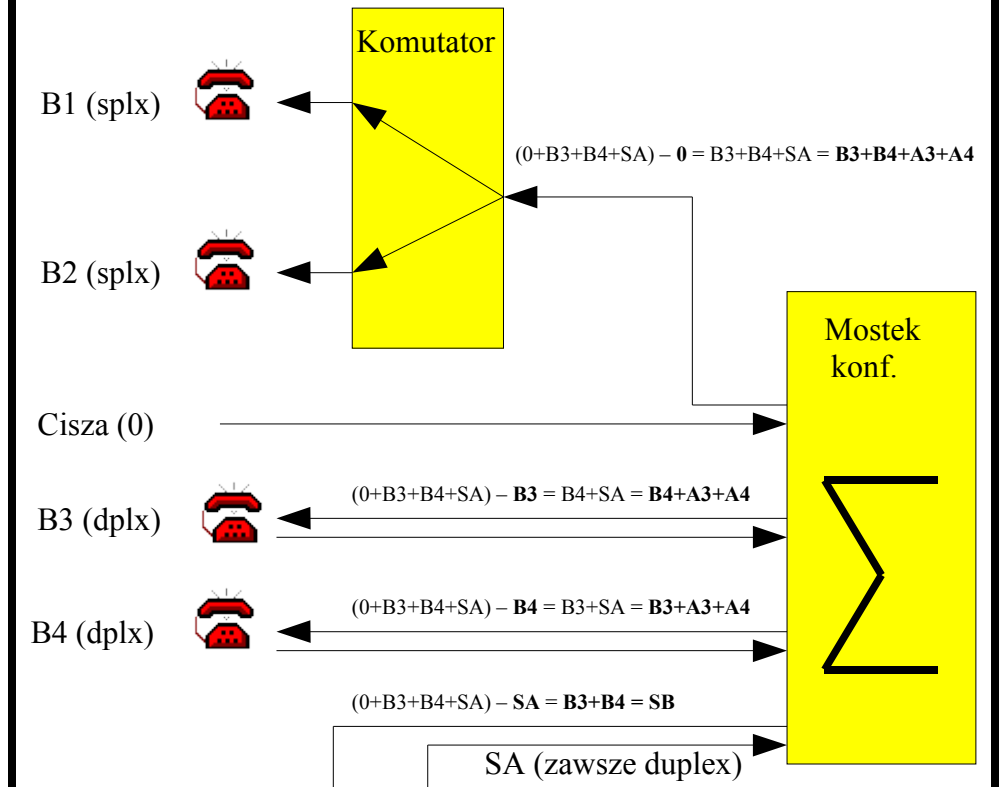 Komutator
B1 (splx)
(0+B3+B4+SA) – 0 = B3+B4+SA = B3+B4+A3+A4
B2 (splx)
Mostek
konf.
Cisza (0)
(0+B3+B4+SA) – B3 = B4+SA = B4+A3+A4
B3 (dplx)
(0+B3+B4+SA) – B4 = B3+SA = B3+A3+A4
B4 (dplx)
(0+B3+B4+SA) – SA = B3+B4 = SB
SA (zawsze duplex)